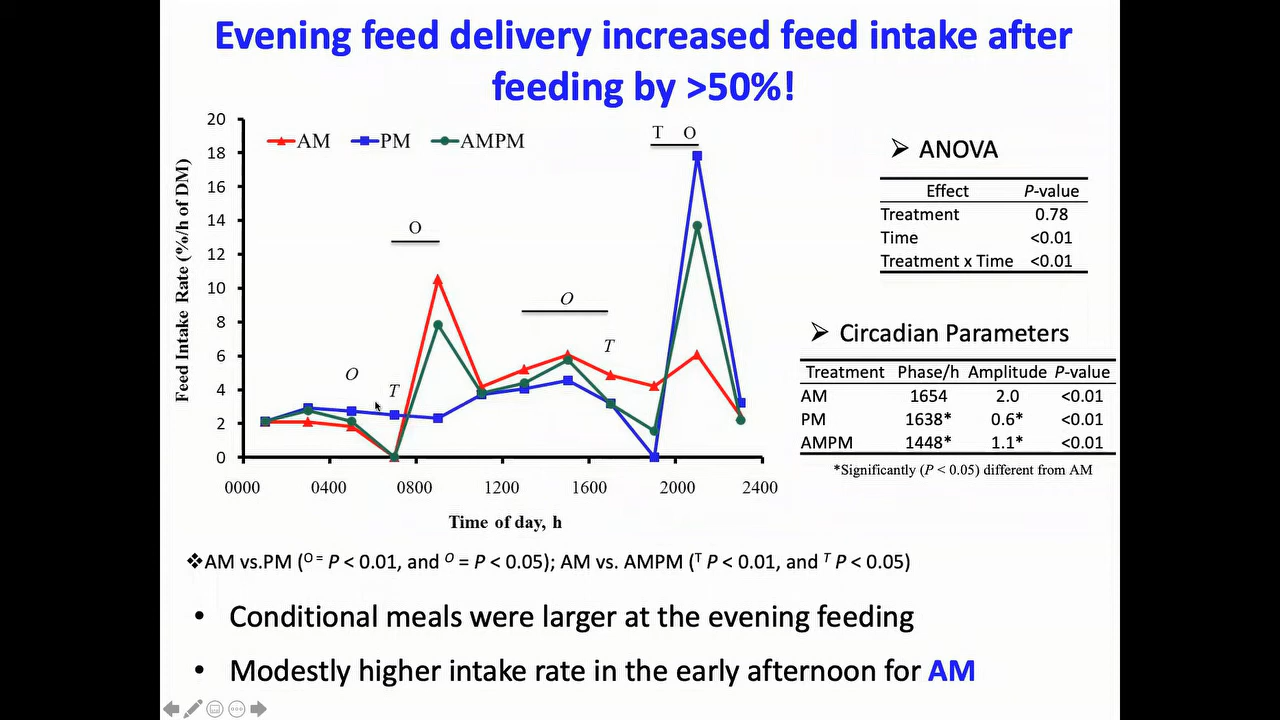 Evening feed delivery increased feed intake after
feeding by >50%!
20
18
16
14
12
10
8
6
4
2
0
Feed Intake Rate (%/h of DM)
AM PM AMPM
T O
O
O
T
O
T
0000 0400 0800 1200 1600 2000 2400
Time of day, h
➢ ANOVA
Effect P-value
Treatment 0.78
Time <0.01
Treatment x Time <0.01
➢ Circadian Parameters
Treatment Phase/h Amplitude P-value
AM 1654 2.0 <0.01
PM 1638* 0.6* <0.01
AMPM 1448* 1.1* <0.01
*Significantly (P < 0.05) different from AM
❖AM vs.PM (O = P < 0.01, and O = P < 0.05); AM vs. AMPM (T P < 0.01, and T P < 0.05)
• Conditional meals were larger at the evening feeding
• Modestly higher intake rate in the early afternoon for AM